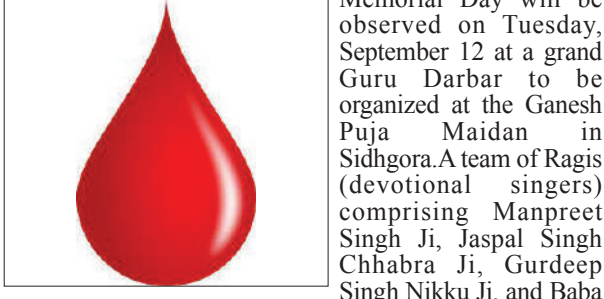 Memorial Day will be
observed on Tuesday,
September 12 at a grand
Guru Darbar to be
organized at the Ganesh
Puja Maidan in
Sidhgora.A team of Ragis
(devotional singers)
comprising Manpreet
Singh Ji, Jaspal Singh
Chhabra Ji, Gurdeep
Singh Nikku Ji, and Baba